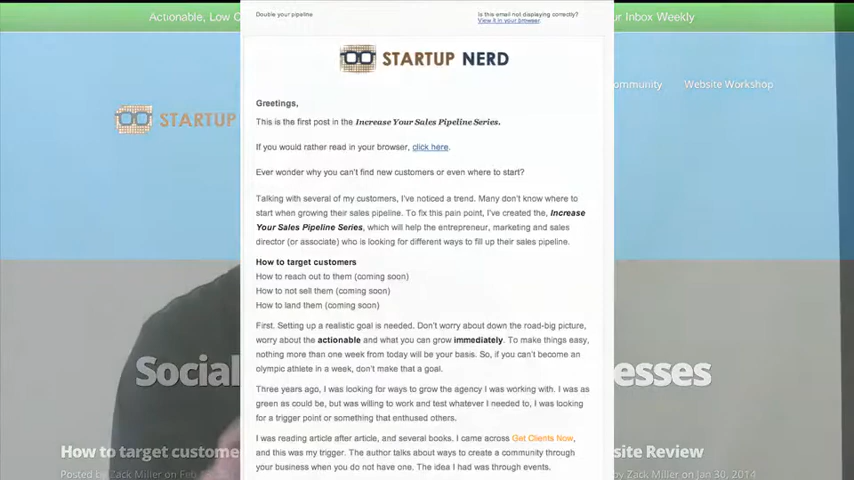 Actionable, Low C
Double your pipeline
Is this email not displaying correctly?
View it in your browser.
ur Inbox Weekly
STARTUP
STARTUP NERD
ommunity
Website Workshop
Greetings,
This is the first post in the Increase Your Sales Pipeline Series.
If you would rather read in your browser, click here.
Ever wonder why you can't find new customers or even where to start?
Talking with several of my customers, I've noticed a trend. Many don't know where to
start when growing their sales pipeline. To fix this pain point, I've created the, Increase
Your Sales Pipeline Series, which will help the entrepreneur, marketing and sales
director (or associate) who is looking for different ways to fill up their sales pipeline.
How to target customers
How to reach out to them (coming soon)
How to not sell them (coming soon)
How to land them (coming soon)
First. Setting up a realistic goal is needed. Don't worry about down the road-big picture,
worry about the actionable and what you can grow immediately. To make things easy,
nothing more than one week from today will be your basis. So, if you can't become an
olympic athlete in a week, don't make that a goal.
Social
esses
Three years ago, I was looking for ways to grow the agency I was working with. I was as
green as could be, but was willing to work and test whatever I needed to, I was looking
for a trigger point or something that enthused others.
I was reading article after article, and several books. I came across Get Clients Now,
and this was my trigger. The author talks about ways to create a community through
your business when you do not have one. The idea I had was through events.
How to target custome
site Review
Posted by Zack Miller on Feb
by Zack Miller on Jan 30, 2014